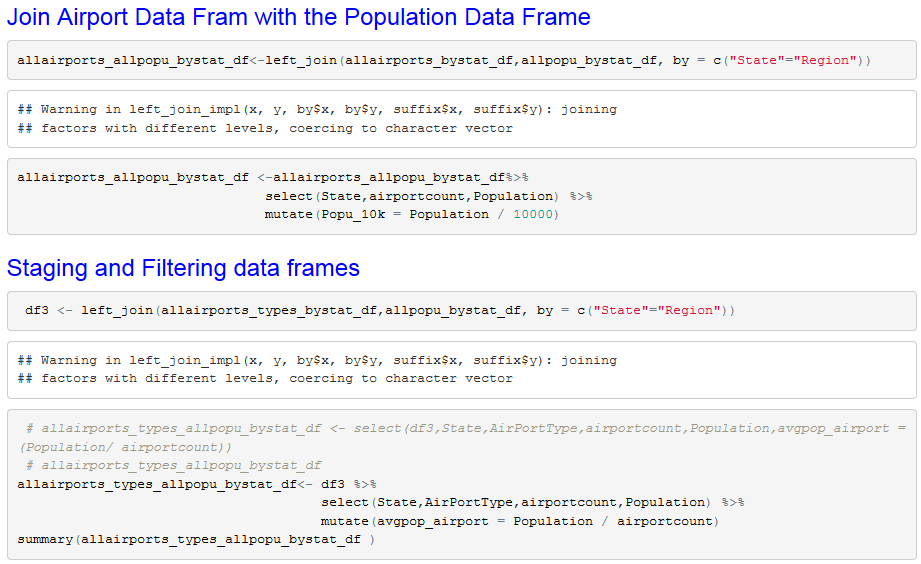 Join Airport Data Fram with the Population Data Frame
allairports_allpopu_bystat_df<-left_join(allairports_bystat_df,allpopu_bystat_df, by = c("State"="Region"))
## Warning in left_join_impl(x, y, by$x, by$y, suffix$x, suffix$y): joining
## factors with different levels, coercing to character vector
allairports_allpopu_bystat_df <-allairports_allpopu_bystat_df%>%
select(State,airportcount,Population) %>%
mutate(Popu_10k = Population / 10000)
Staging and Filtering data frames
df3 <- left_join(allairports_types_bystat_df,allpopu_bystat_df, by = c("State"="Region"))
## Warning in left_join_impl(x, y, by$x, by$y, suffix$x, suffix$y): joining
## factors with different levels, coercing to character vector
# allairports_types_allpopu_bystat_df <- select(df3,State,AirPortType,airportcount,Population,avgpop_airport =
(Population/ airportcount))
# allairports_types_allpopu_bystat_df
allairports_types_allpopu_bystat_df<- df3 %>%
select(State,AirPortType,airportcount,Population) %>%
mutate(avgpop_airport = Population / airportcount)
summary(allairports_types_allpopu_bystat_df )